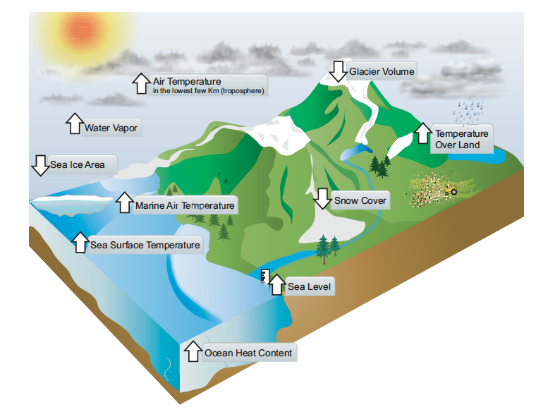 Glacier Volume
Air Temperature
in the lowest few Km (troposphere)
Water Vapor
Temperature
Over Land
Sea Ice Area
Marine Air Temperature
Snow Cover
Sea Surface Temperature
Sea Level
Ocean Heat Content